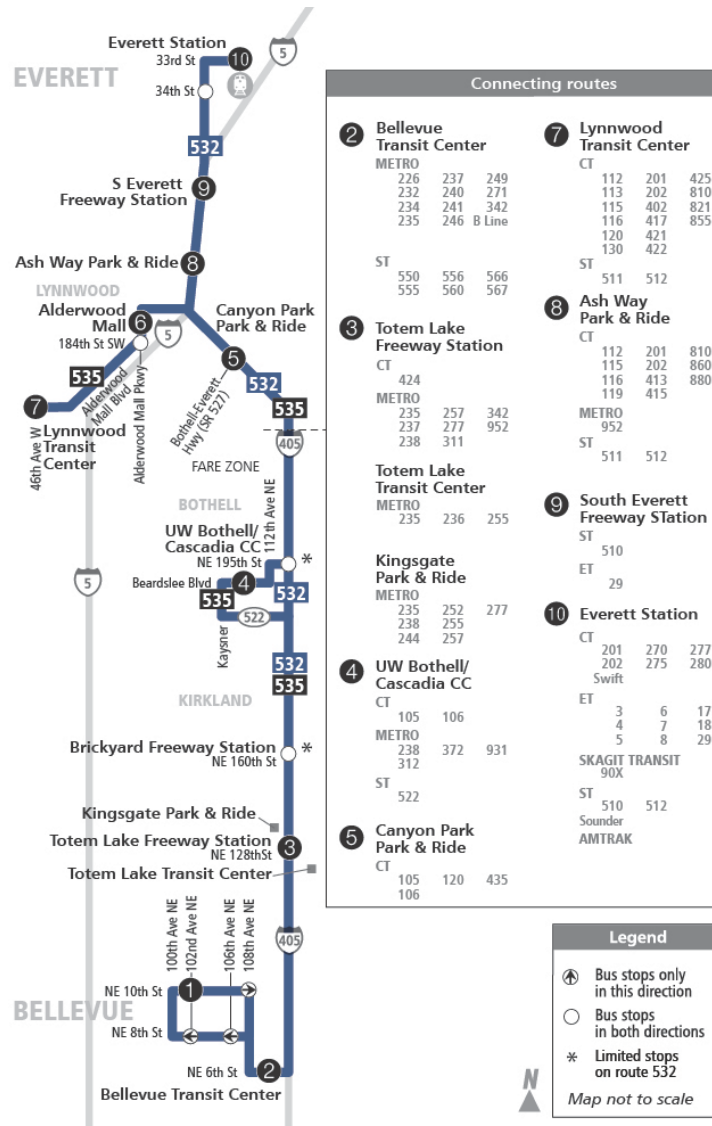 Everett Station
33rd St
10
5
EVERETT
34th St
532
S Everett
Freeway Station
9
Ash Way Park & Ride
8
LYNNWOOD
Alderwood
Mall
6
184th St SW
5
Canyon Park
Park & Ride
5
532
535
535
7
Lynnwood
Transit
Center
46th Ave W
Alderwood
Mall Blvd
Alderwood Mall Pkwy
Bothell-Everett
Hwy (SR 527)
405
FARE ZONE
BOTHELL
112th Ave NE
UW Bothell/
Cascadia CC
NE 195th St
*
Beardslee Blvd
4
532
535
522
Kaysner
5
532
535
KIRKLAND
Brickyard Freeway Station
NE 160th St
*
Kingsgate Park & Ride
Totem Lake Freeway Station
NE 128thSt
3
Totem Lake Transit Center
405
100th Ave NE
102nd Ave NE
106th Ave NE
108th Ave NE
NE 10th St
1
BELLEVUE
NE 8th St
NE 6th St
2
Bellevue Transit Center
Connecting routes
2 Bellevue
Transit Center
METRO
226 237 249
232 240 271
234 241 342
235 246 B Line
ST
550 556 566
555 560 567
3 Totem Lake
Freeway Station
CT
424
METRO
235 257 342
237 277 952
238 311
Totem Lake
Transit Center
METRO
235 236 255
Kingsgate
Park & Ride
METRO
235 252 277
238 255
244 257
4 UW Bothell/
Cascadia CC
CT
105 106
METRO
238 372 931
312
ST
522
5 Canyon Park
Park & Ride
CT
105 120 435
106
7 Lynnwood
Transit Center
CT
112 201 425
113 202 810
115 402 821
116 417 855
120 421
130 422
ST
511 512
8 Ash Way
Park & Ride
CT
112 201 810
115 202 860
116 413 880
119 415
METRO
952
ST
511 512
9 South Everett
Freeway STation
ST
510
ET
29
10 Everett Station
CT
201 270 277
202 275 280
Swift
ET
3 6 17
4 7 18
5 8 29
SKAGIT TRANSIT
90X
ST
510 512
Sounder
AMTRAK
Legend
Bus stops only
in this direction
Bus stops
in both directions
* Limited stops
on route 532
N
Map not to scale